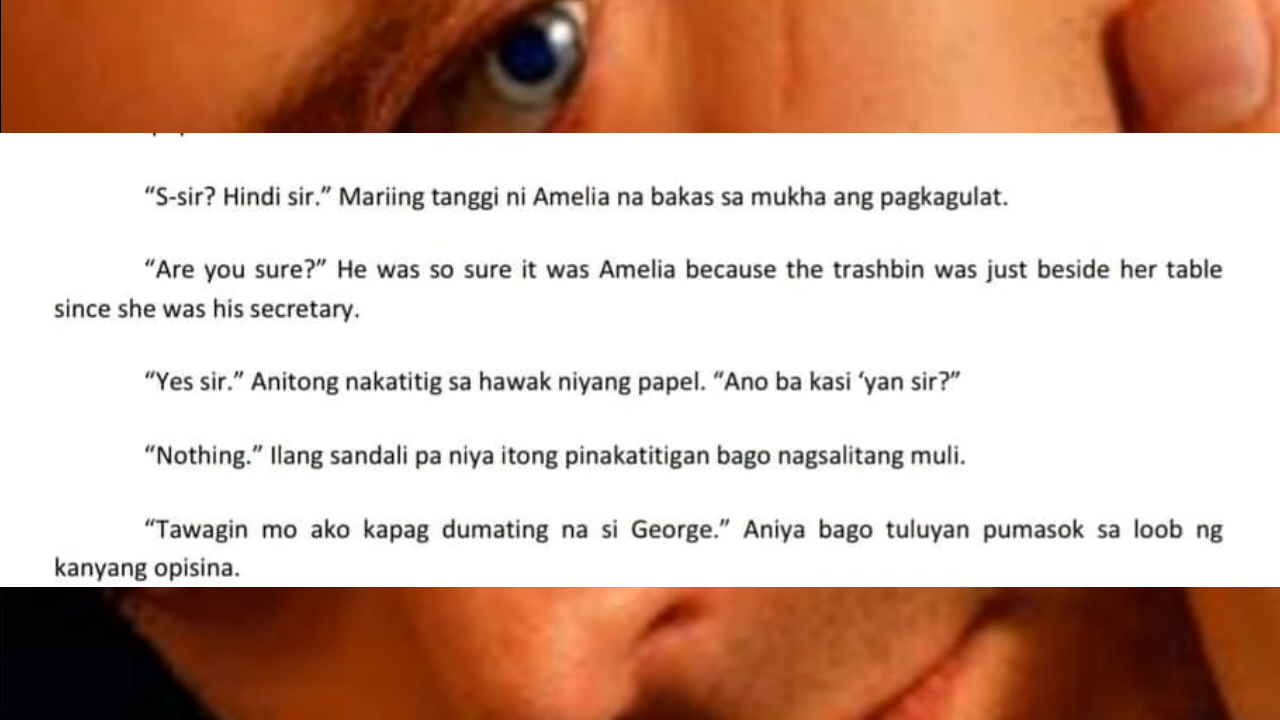 “S-sir? Hindi sir.” Mariing tanggi ni Amelia na bakas sa mukha ang pagkagulat.
“Are you sure?” He was so sure it was Amelia because the trashbin was just beside her table
since she was his secretary.
“Yes sir.” Anitong nakatitig sa hawak niyang papel. “Ano ba kasi ‘yan sir?”
“Nothing.” Ilang sandali pa niya itong pinakatitigan bago nagsalitang muli.
“Tawagin mo ako kapag dumating na si George.” Aniya bago tuluyan pumasok sa loob ng
kanyang opisina.